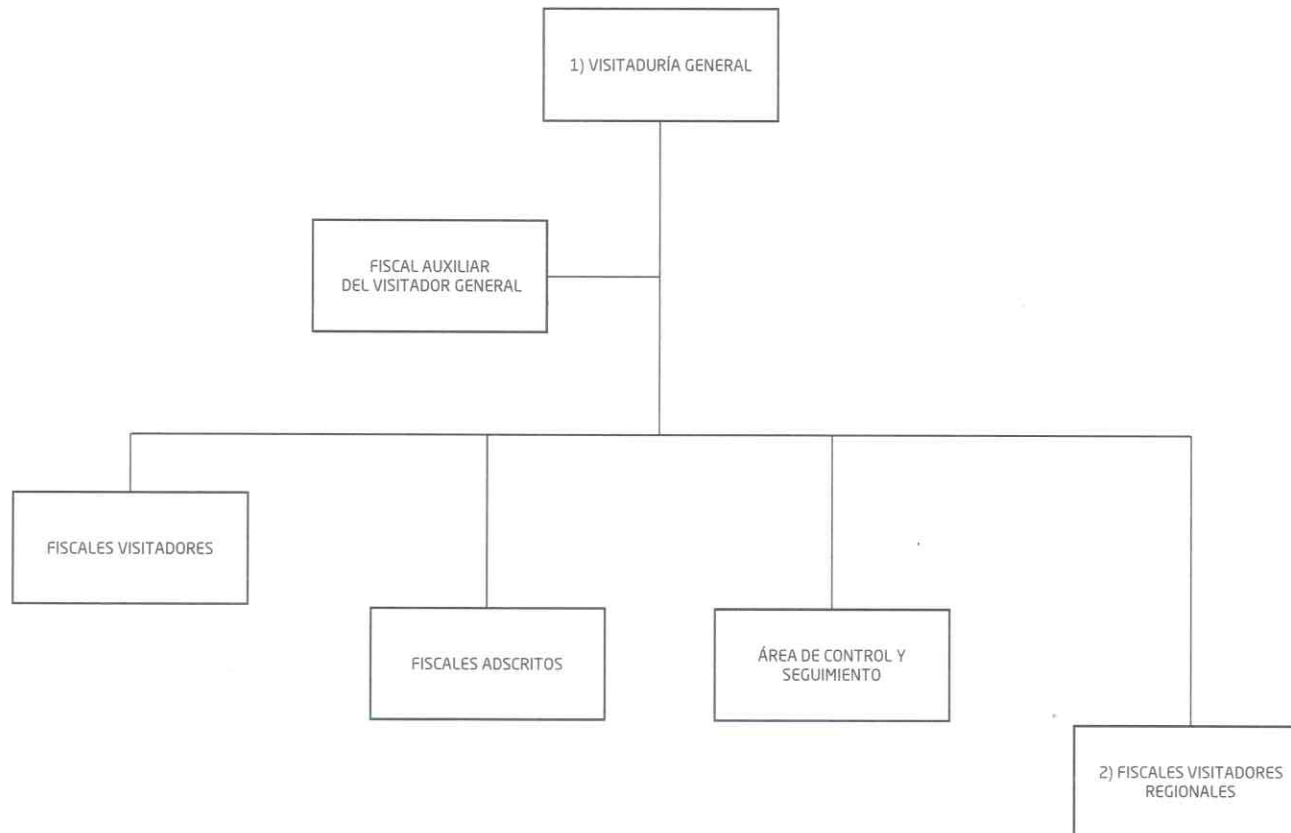 1) VISITADURÍA GENERAL
FISCAL AUXILIAR
DEL VISITADOR GENERAL
FISCALES VISITADORES
FISCALES ADSCRITOS
ÁREA DE CONTROL Y
SEGUIMIENTO
2) FISCALES VISITADORES
REGIONALES